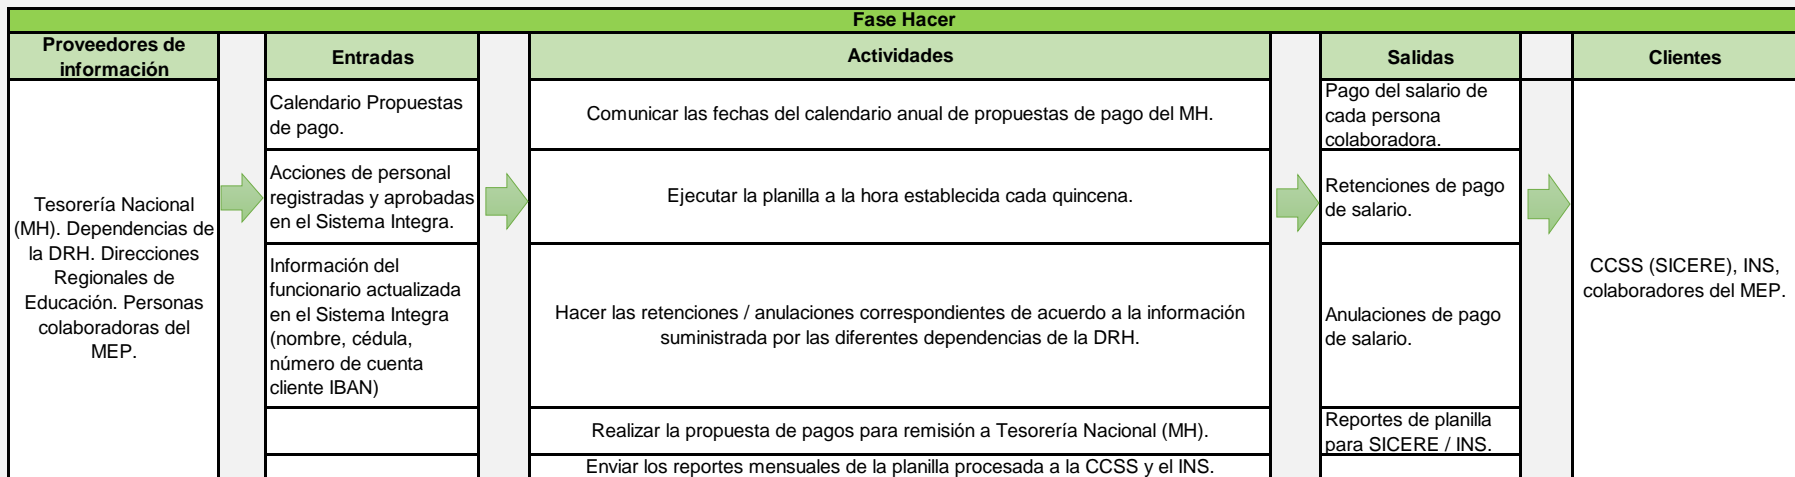 Fase Hacer
Proveedores de
información
Entradas
Actividades
Salidas
Clientes
Tesorería Nacional
(MH). Dependencias de
la DRH. Direcciones
Regionales de
Educación. Personas
colaboradoras del
MEP.
Calendario Propuestas
de pago.
Acciones de personal
registradas y aprobadas
en el Sistema Integra.
Información del
funcionario actualizada
en el Sistema Integra
(nombre, cédula,
número de cuenta
cliente IBAN)
Comunicar las fechas del calendario anual de propuestas de pago del MH.
Ejecutar la planilla a la hora establecida cada quincena.
Hacer las retenciones / anulaciones correspondientes de acuerdo a la información
suministrada por las diferentes dependencias de la DRH.
Realizar la propuesta de pagos para remisión a Tesorería Nacional (MH).
Enviar los reportes mensuales de la planilla procesada a la CCSS y el INS.
Pago del salario de
cada persona
colaboradora.
Retenciones de pago
de salario.
Anulaciones de pago
de salario.
Reportes de planilla
para SICERE / INS.
CCSS (SICERE), INS,
colaboradores del MEP.